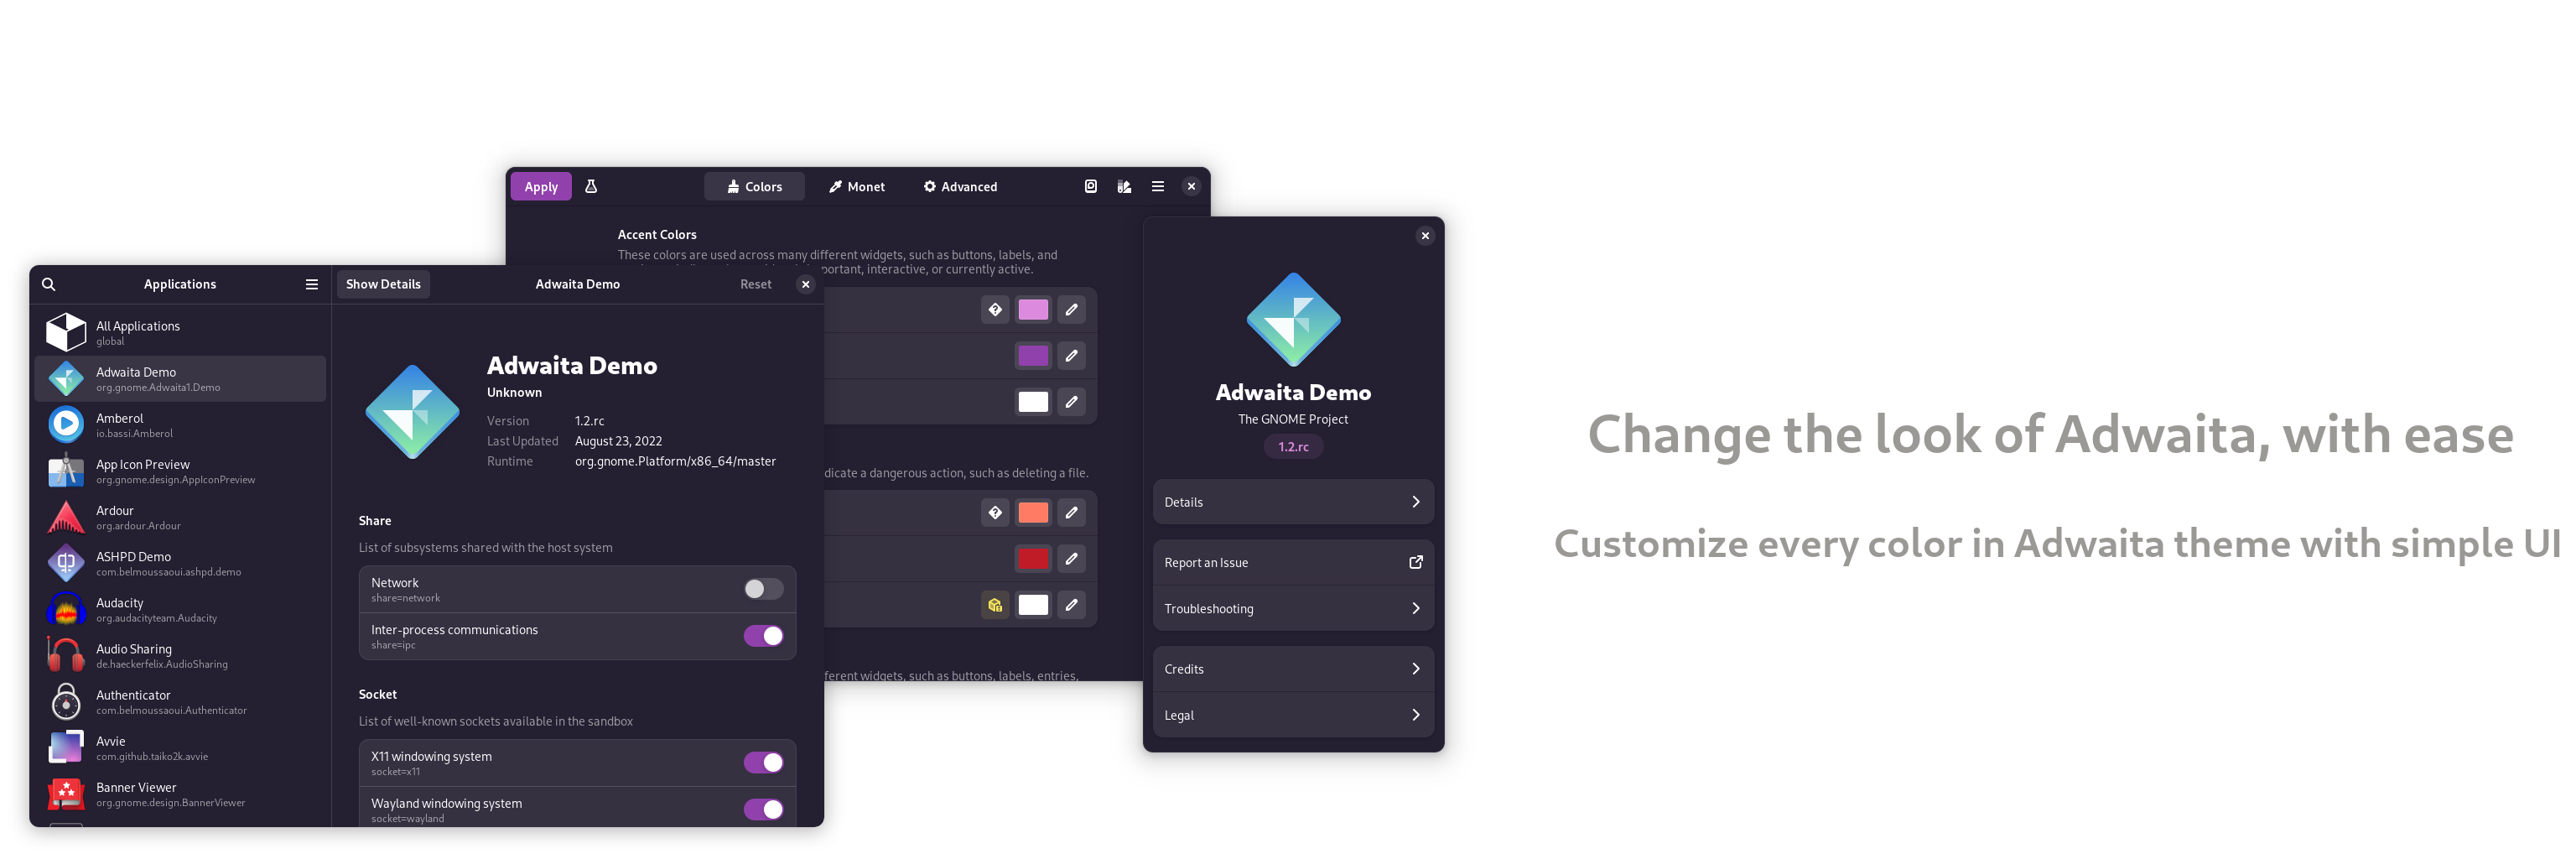 Apply
Colors
Monet
Advanced
Accent Colors
These colors are used across many different widgets, such as buttons, labels, and
portant, interactive, or currently active.
dicate a dangerous action, such as deleting a file.
ferent widgets, such as buttons, labels, entries,
Applications
Show Details
Adwaita Demo
Reset
All Applications
global
Adwaita Demo
org.gnome.Adwaita1.Demo
Amberol
io.bassi.Amberol
App Icon Preview
org.gnome.design.AppIconPreview
Ardour
org.ardour.Ardour
ASHPD Demo
com.belmoussaoui.ashpd.demo
Audacity
org.audacityteam.Audacity
Audio Sharing
de.haeckerfelix.AudioSharing
Authenticator
com.belmoussaoui.Authenticator
Avvie
com.github.taiko2k.avvie
Banner Viewer
org.gnome.design.BannerViewer
Adwaita Demo
Unknown
Version 1.2.rc
Last Updated August 23, 2022
Runtime org.gnome.Platform/x86_64/master
Share
List of subsystems shared with the host system
Network
share=network
Inter-process communications
share=ipc
Socket
List of well-known sockets available in the sandbox
X11 windowing system
socket=x11
Wayland windowing system
socket=wayland
Adwaita Demo
The GNOME Project
1.2.rc
Details
Report an Issue
Troubleshooting
Credits
Legal
Change the look of Adwaita, with ease
Customize every color in Adwaita theme with simple UI